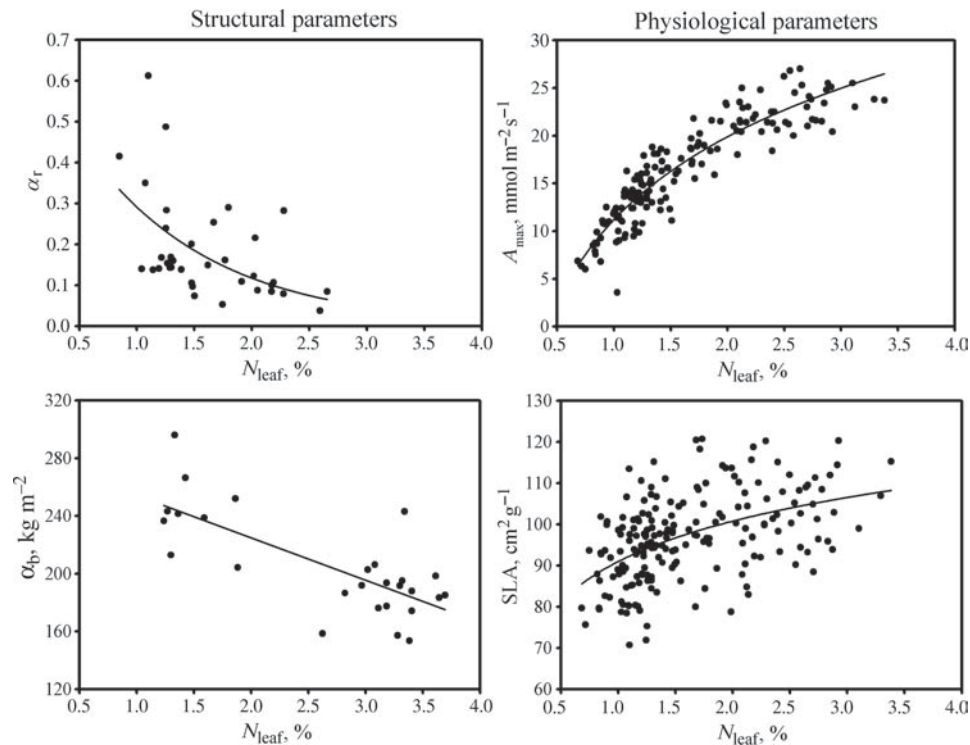 Structural parameters
Physiological parameters
0.7
0.6
0.5
0.4
0.3
0.2
0.1
0.0
αr
0.5 1.0 1.5 2.0 2.5 3.0 3.5 4.0
Nleaf, %
30
25
20
15
10
5
0
Amax, mmol m−2 s−1
0.5 1.0 1.5 2.0 2.5 3.0 3.5 4.0
Nleaf, %
320
280
240
200
160
120
αb, kg m−2
0.5 1.0 1.5 2.0 2.5 3.0 3.5 4.0
Nleaf, %
130
120
110
100
90
80
70
60
SLA, cm2 g−1
0.5 1.0 1.5 2.0 2.5 3.0 3.5 4.0
Nleaf, %